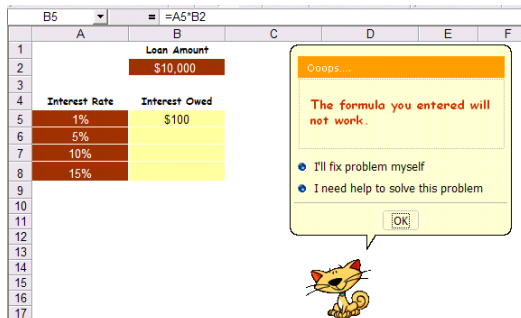 B5 = =A5*B2
A B C D E F
1 Loan Amount
2 $10,000
3
4 Interest Rate Interest Owed
5 1% $100
6 5%
7 10%
8 15%
9
10
11
12
13
14
15
16
17
Ooops....
The formula you entered will
not work.
I'll fix problem myself
I need help to solve this problem
OK